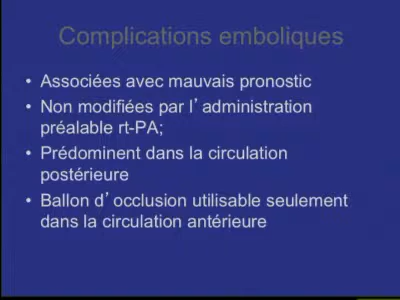 Complications emboliques
• Associées avec mauvais pronostic
• Non modifiées par l’administration
préalable rt-PA;
• Prédominent dans la circulation
postérieure
• Ballon d’occlusion utilisable seulement
dans la circulation antérieure